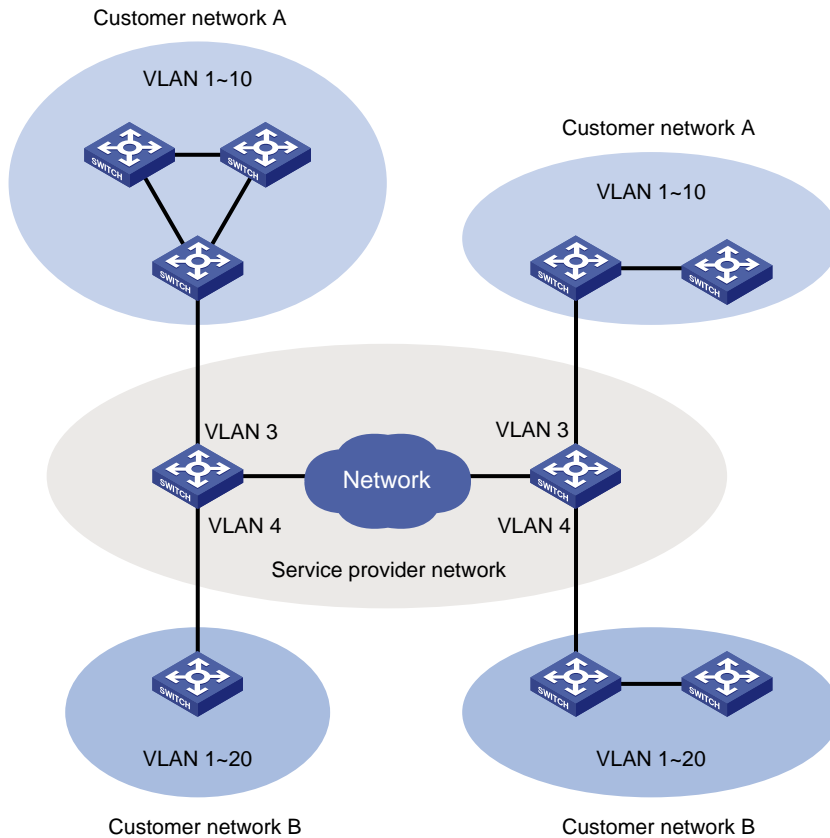 Customer network A
VLAN 1~10
SWITCH
SWITCH
SWITCH
Customer network A
VLAN 1~10
SWITCH
SWITCH
VLAN 3
VLAN 3
SWITCH
Network
SWITCH
VLAN 4
VLAN 4
Service provider network
SWITCH
VLAN 1~20
Customer network B
SWITCH
SWITCH
VLAN 1~20
Customer network B